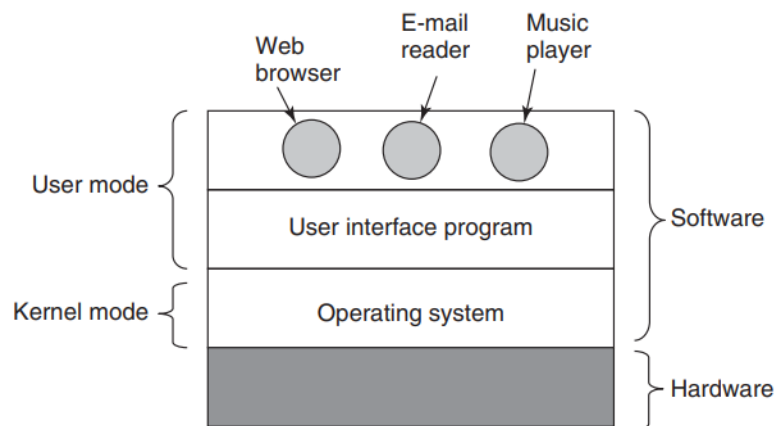 Web
browser
E-mail
reader
Music
player
User mode
User interface program
Software
Kernel mode
Operating system
Hardware